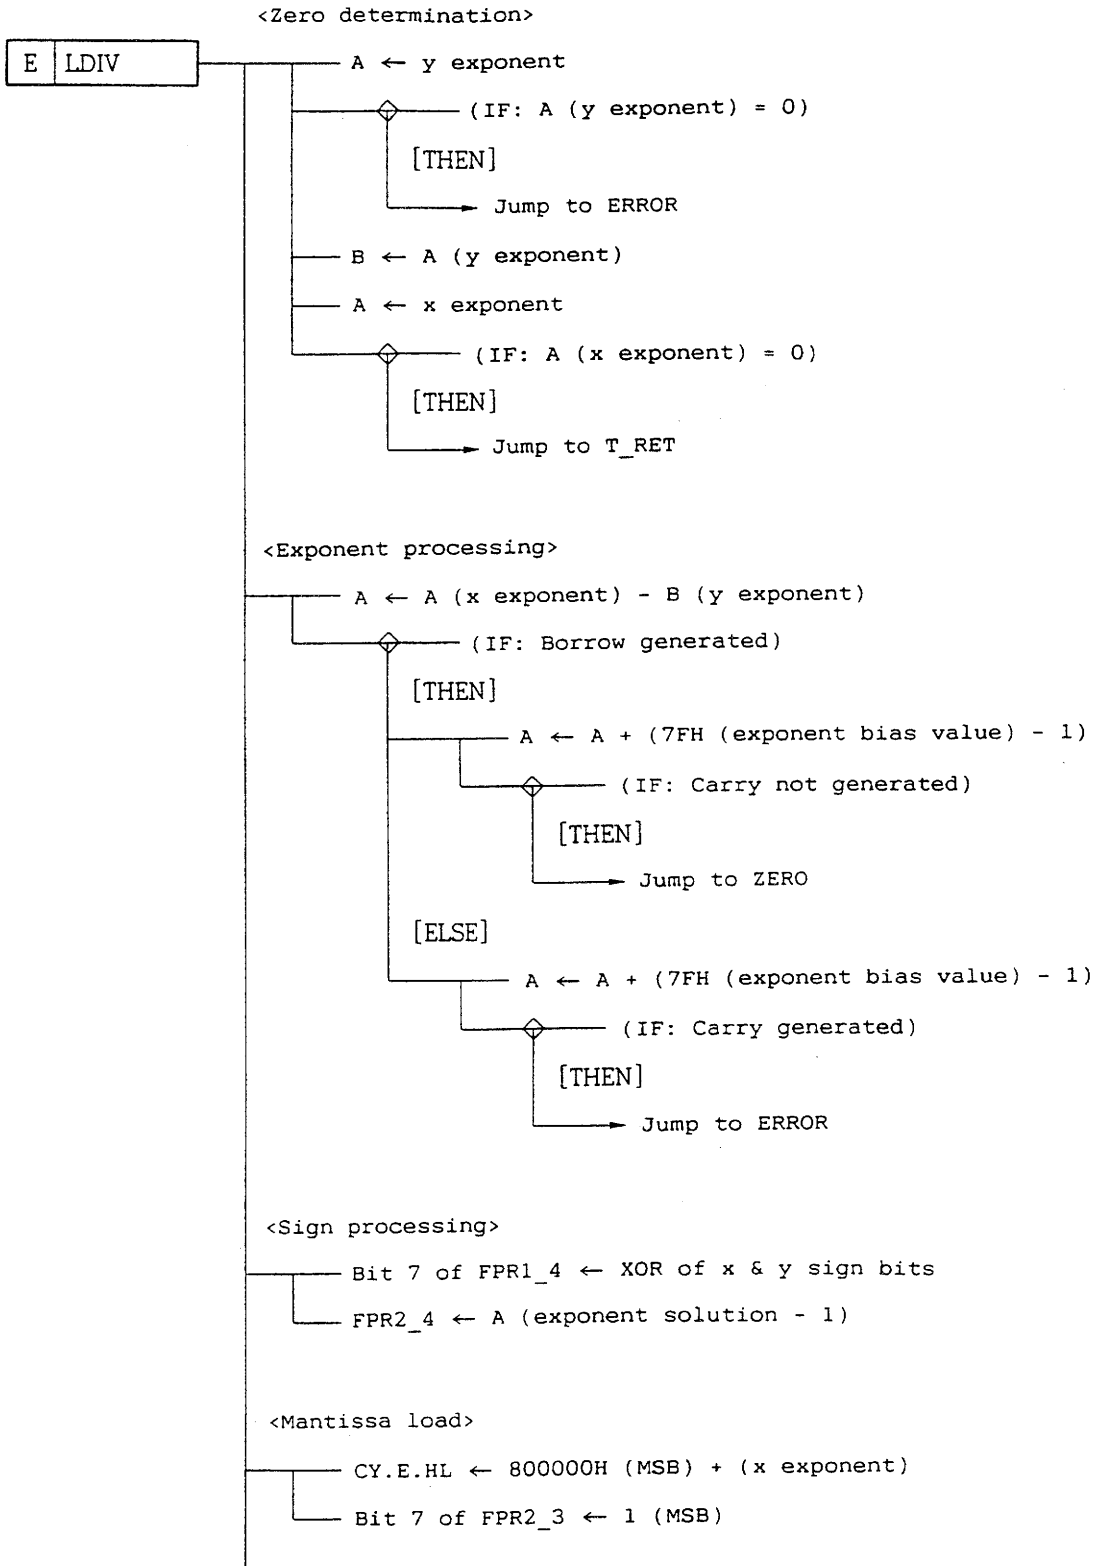 <Zero determination>
E LDIV
A ← y exponent
(IF: A (y exponent) = 0)
[THEN]
Jump to ERROR
B ← A (y exponent)
A ← x exponent
(IF: A (x exponent) = 0)
[THEN]
Jump to T_RET
<Exponent processing>
A ← A (x exponent) - B (y exponent)
(IF: Borrow generated)
[THEN]
A ← A + (7FH (exponent bias value) - 1)
(IF: Carry not generated)
[THEN]
Jump to ZERO
[ELSE]
A ← A + (7FH (exponent bias value) - 1)
(IF: Carry generated)
[THEN]
Jump to ERROR
<Sign processing>
Bit 7 of FPR1_4 ← XOR of x & y sign bits
FPR2_4 ← A (exponent solution - 1)
<Mantissa load>
CY.E.HL ← 800000H (MSB) + (x exponent)
Bit 7 of FPR2_3 ← 1 (MSB)